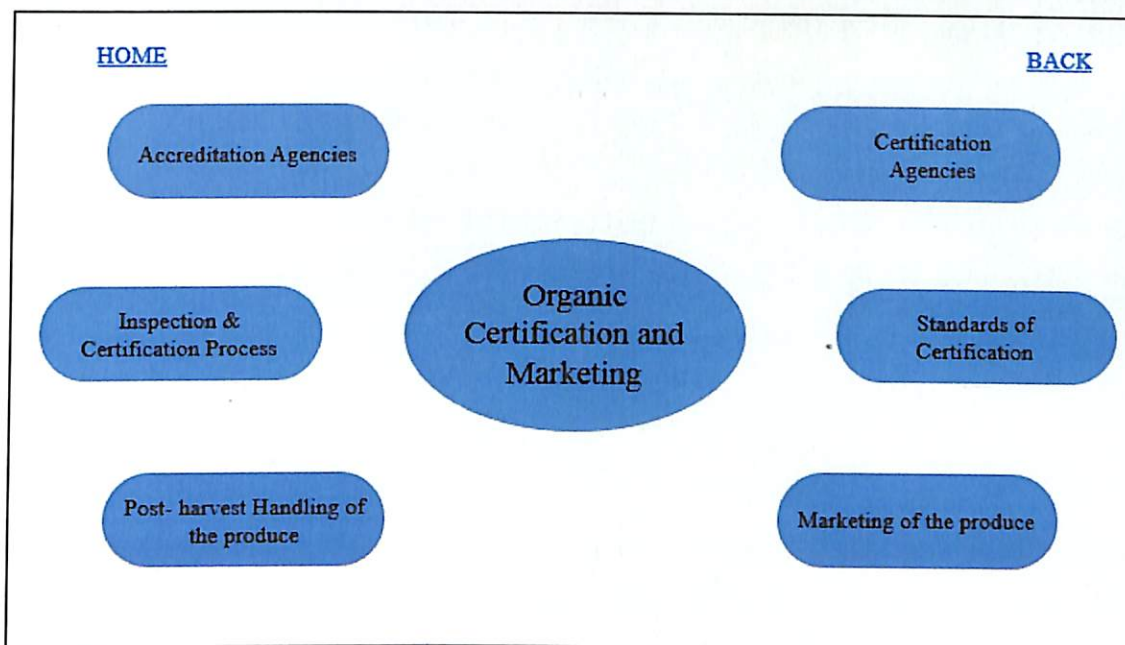 HOME
BACK
Accreditation Agencies
Certification
Agencies
Organic
Certification and
Marketing
Inspection &
Certification Process
Standards of
Certification
Post- harvest Handling of
the produce
Marketing of the produce